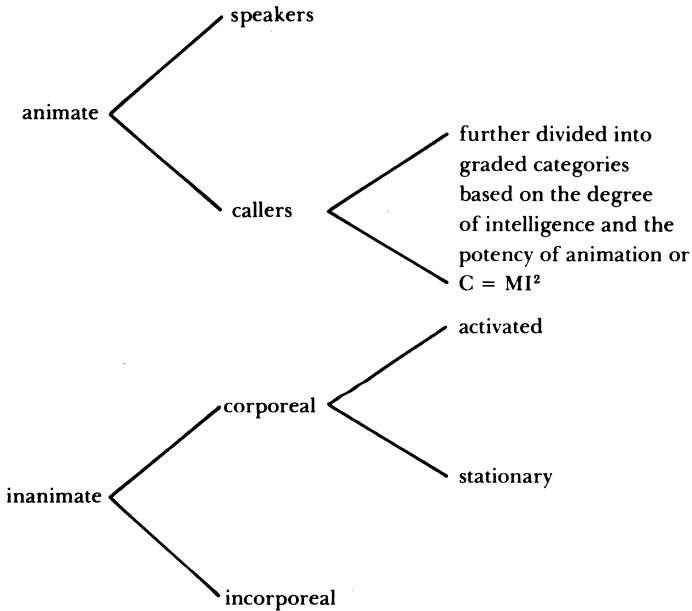 speakers
animate
further divided into
graded categories
based on the degree
callers
of intelligence and the
potency of animation or
C = MI²
activated
corporeal
stationary
inanimate
incorporeal